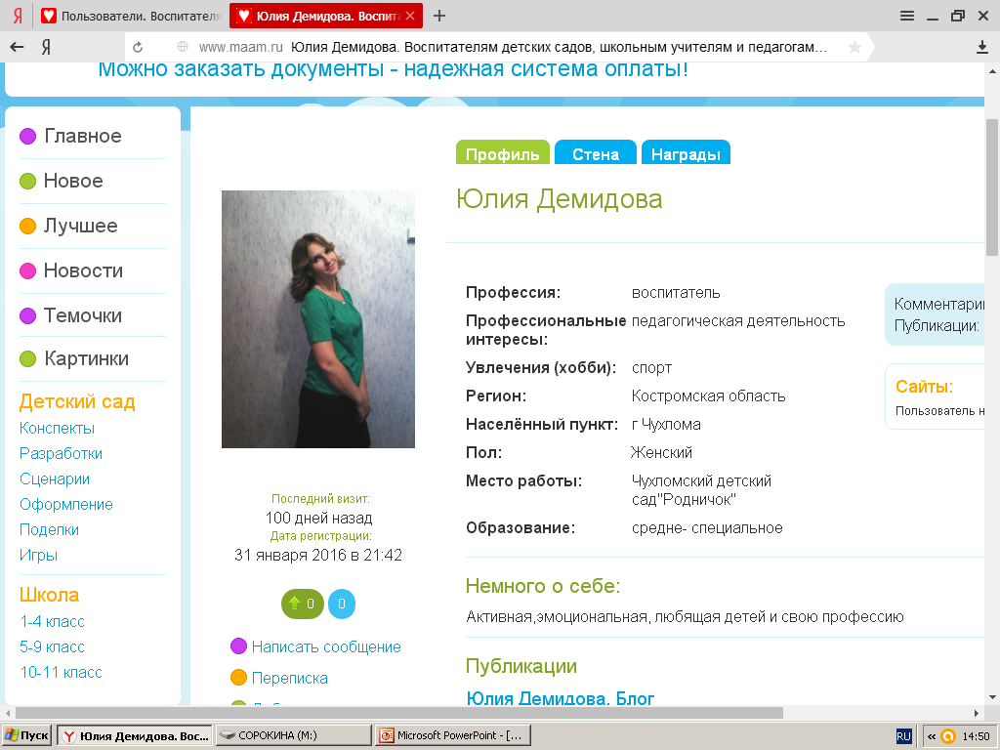 Пользователи. Воспитателя
Юлия Демидова. Воспит
www.maam.ru Юлия Демидова. Воспитателям детских садов, школьным учителям и педагогам…
Можно заказать документы - надежная система оплаты!
Главное
Новое
Лучшее
Новости
Темочки
Картинки
Детский сад
Конспекты
Разработки
Сценарии
Оформление
Поделки
Игры
Школа
1-4 класс
5-9 класс
10-11 класс
Последний визит:
100 дней назад
Дата регистрации:
31 января 2016 в 21:42
0 0
Написать сообщение
Переписка
Профиль Стена Награды
Юлия Демидова
Профессия: воспитатель
Профессиональные педагогическая деятельность
интересы:
Увлечения (хобби): спорт
Регион: Костромская область
Населённый пункт: г Чухлома
Пол: Женский
Место работы: Чухломский детский
сад"Родничок"
Образование: средне- специальное
Немного о себе:
Активная,эмоциональная, любящая детей и свою профессию
Публикации
Юлия Демидова. Блог
Комментарии
Публикации:
Сайты:
Пользователь н
Пуск Юлия Демидова. Вос... СОРОКИНА (M:) Microsoft PowerPoint - [... RU « 14:50